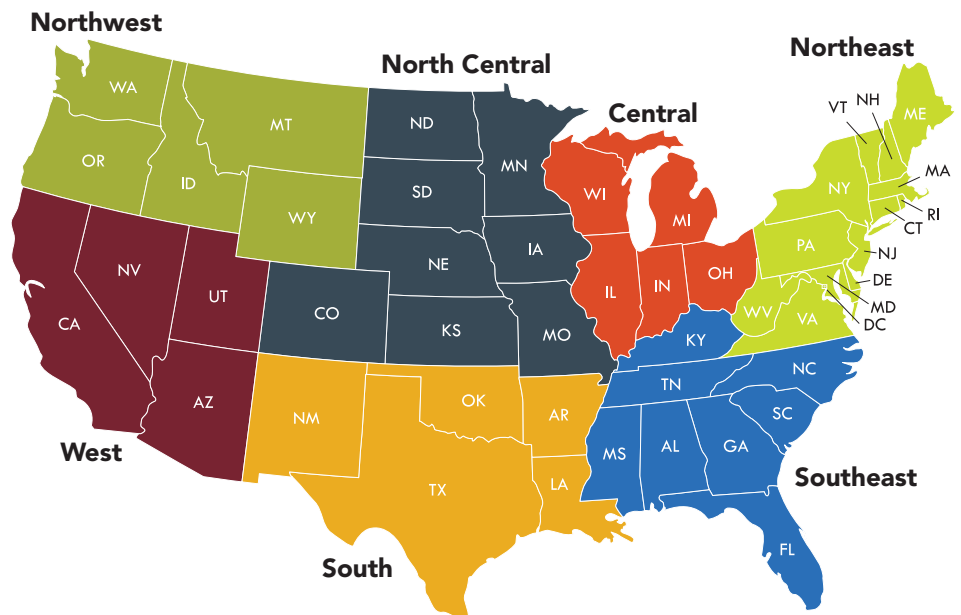 Northwest
North Central
Northeast
Central
West
South
Southeast
WA
OR
ID
MT
WY
CA
NV
UT
AZ
ND
SD
NE
KS
CO
MN
IA
MO
NM
TX
OK
AR
LA
WI
MI
IL
IN
OH
KY
TN
NC
SC
MS
AL
GA
FL
VT
NH
ME
MA
NY
RI
CT
PA
NJ
DE
MD
DC
WV
VA